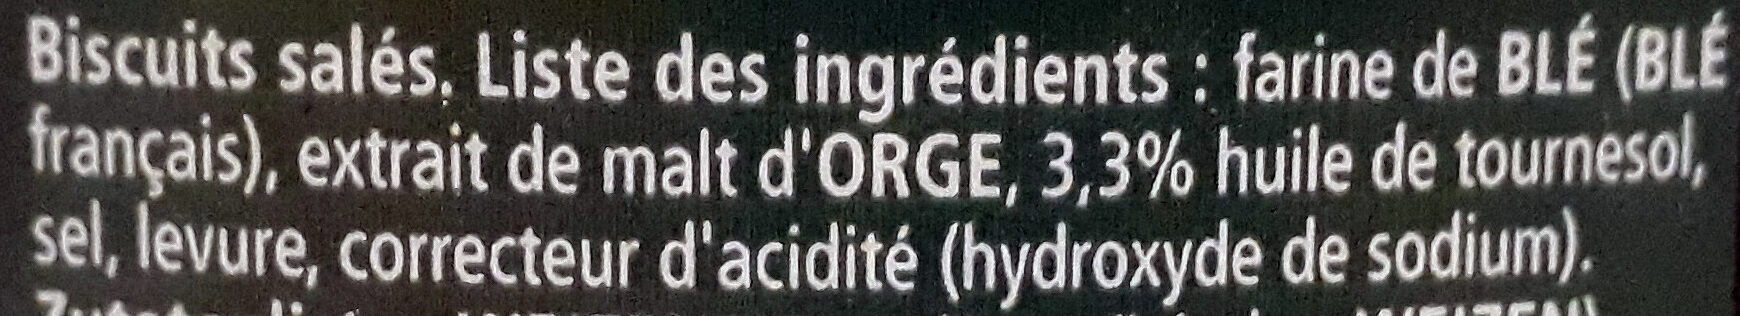 Biscuits salés. Liste des ingrédients : farine de BLÉ (BLÉ
français), extrait de malt d'ORGE, 3,3% huile de tournesol,
sel, levure, correcteur d'acidité (hydroxyde de sodium).